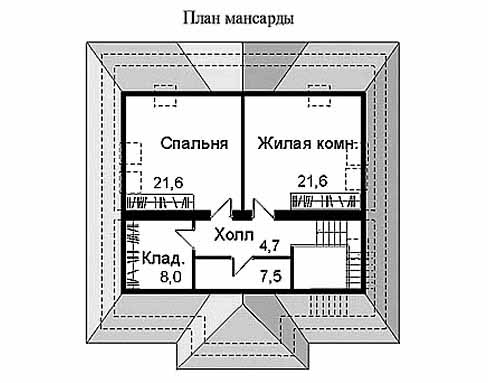 План мансарды
Спальня
Жилая комн.
21,6
21,6
Холл
4,7
Клад.
8,0
7,5